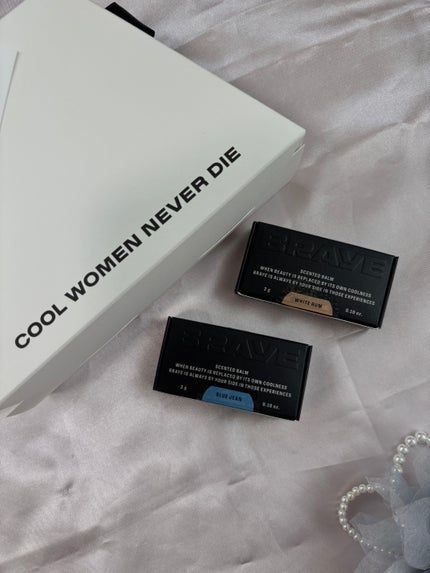 COOL WOMEN NEVER DIE
BRAVE
SCENTED BALM
WHEN BEAUTY IS REPLACED BY ITS OWN COOLNESS
BRAVE IS ALWAYS BY YOUR SIDE IN THOSE EXPERIENCES
3 g
WHITE RUM
0.10 oz.
BRAVE
SCENTED BALM
WHEN BEAUTY IS REPLACED BY ITS OWN COOLNESS
BRAVE IS ALWAYS BY YOUR SIDE IN THOSE EXPERIENCES
3 g
BLUE JEAN
0.10 oz.